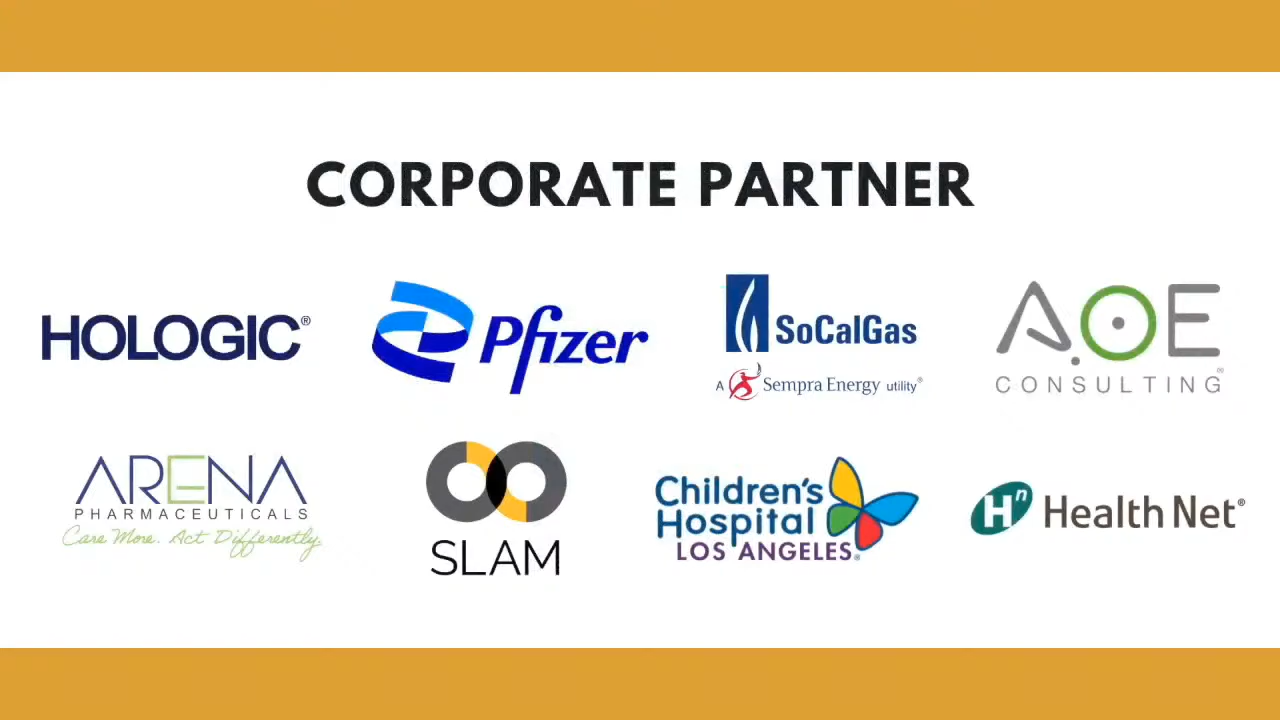 CORPORATE PARTNER
HOLOGIC®
Pfizer
SoCalGas
A Sempra Energy utility®
A.O E
CONSULTING®
ARENA
PHARMACEUTICALS
Care More. Act Differently.
SLAM
Children's
Hospital
LOS ANGELES®
Hn Health Net®